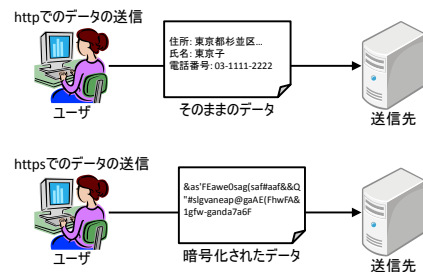 httpでのデータの送信
住所: 東京都杉並区...
氏名: 東京子
電話番号: 03-1111-2222
ユーザ
そのままのデータ
送信先
httpsでのデータの送信
&as'FEawe0sag(saf#aaf&&Q
"#slgvaneap@gaAE(FhwFA&
1gfw-ganda7a6F
ユーザ
暗号化されたデータ
送信先